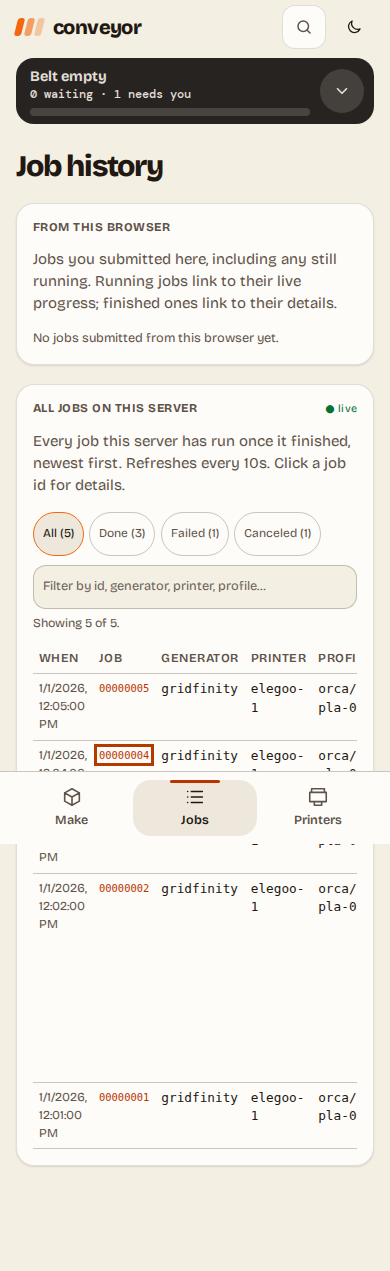 conveyor
Belt empty
0 waiting · 1 needs you
Job history
FROM THIS BROWSER
Jobs you submitted here, including any still
running. Running jobs link to their live
progress; finished ones link to their details.
No jobs submitted from this browser yet.
ALL JOBS ON THIS SERVER
live
Every job this server has run once it finished,
newest first. Refreshes every 10s. Click a job
id for details.
All (5) Done (3) Failed (1) Canceled (1)
Filter by id, generator, printer, profile...
Showing 5 of 5.
WHEN JOB GENERATOR PRINTER PROFI
1/1/2026, 00000005 gridfinity elegoo- orca/
12:05:00 1 pla-0
PM
1/1/2026, 00000004 gridfinity elegoo- orca/
Make Jobs Printers
PM
1/1/2026, 00000002 gridfinity elegoo- orca/
12:02:00 1 pla-0
PM
1/1/2026, 00000001 gridfinity elegoo- orca/
12:01:00 1 pla-0
PM